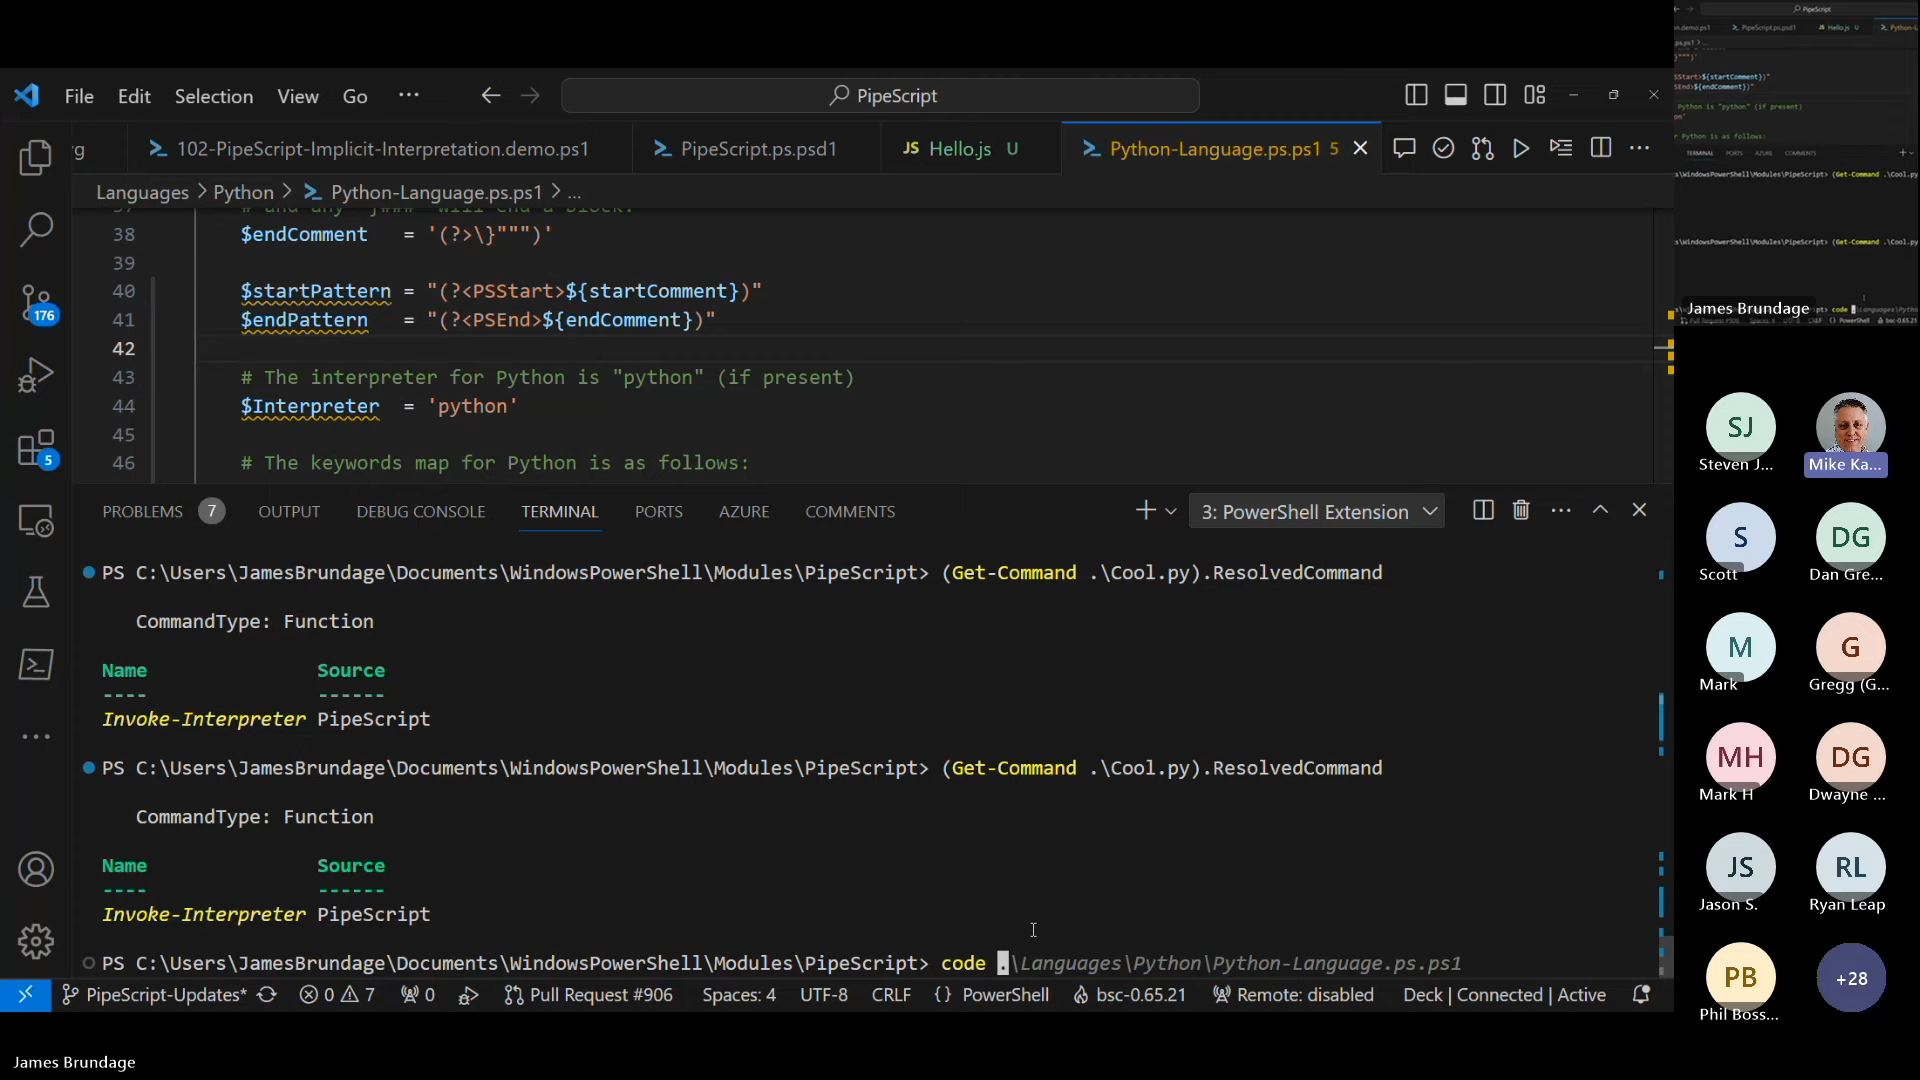 File Edit Selection View Go ··· PipeScript
rg 102-PipeScript-Implicit-Interpretation.demo.ps1 PipeScript.ps.psd1 JS Hello.js U Python-Language.ps.ps1 5
Languages > Python > Python-Language.ps.ps1 > ...
38 $endComment = '(?>\}""")'
39
40 $startPattern = "(?<PSStart>${startComment})"
41 $endPattern = "(?<PSEnd>${endComment})"
42
43 # The interpreter for Python is "python" (if present)
44 $Interpreter = 'python'
45
46 # The keywords map for Python is as follows:
176
5
PROBLEMS 7 OUTPUT DEBUG CONSOLE TERMINAL PORTS AZURE COMMENTS 3: PowerShell Extension
PS C:\Users\JamesBrundage\Documents\WindowsPowerShell\Modules\PipeScript> (Get-Command .\Cool.py).ResolvedCommand
CommandType: Function
Name Source
---- ------
Invoke-Interpreter PipeScript
PS C:\Users\JamesBrundage\Documents\WindowsPowerShell\Modules\PipeScript> (Get-Command .\Cool.py).ResolvedCommand
CommandType: Function
Name Source
---- ------
Invoke-Interpreter PipeScript
PS C:\Users\JamesBrundage\Documents\WindowsPowerShell\Modules\PipeScript> code .\Languages\Python\Python-Language.ps.ps1
PipeScript-Updates* 0 7 0 Pull Request #906 Spaces: 4 UTF-8 CRLF {} PowerShell bsc-0.65.21 Remote: disabled Deck | Connected | Active
James Brundage
James Brundage
SJ
Steven J...
Mike Ka...
S
Scott
DG
Dan Gre...
M
Mark
G
Gregg (G...
MH
Mark H
DG
Dwayne ...
JS
Jason S.
RL
Ryan Leap
PB
Phil Boss...
+28